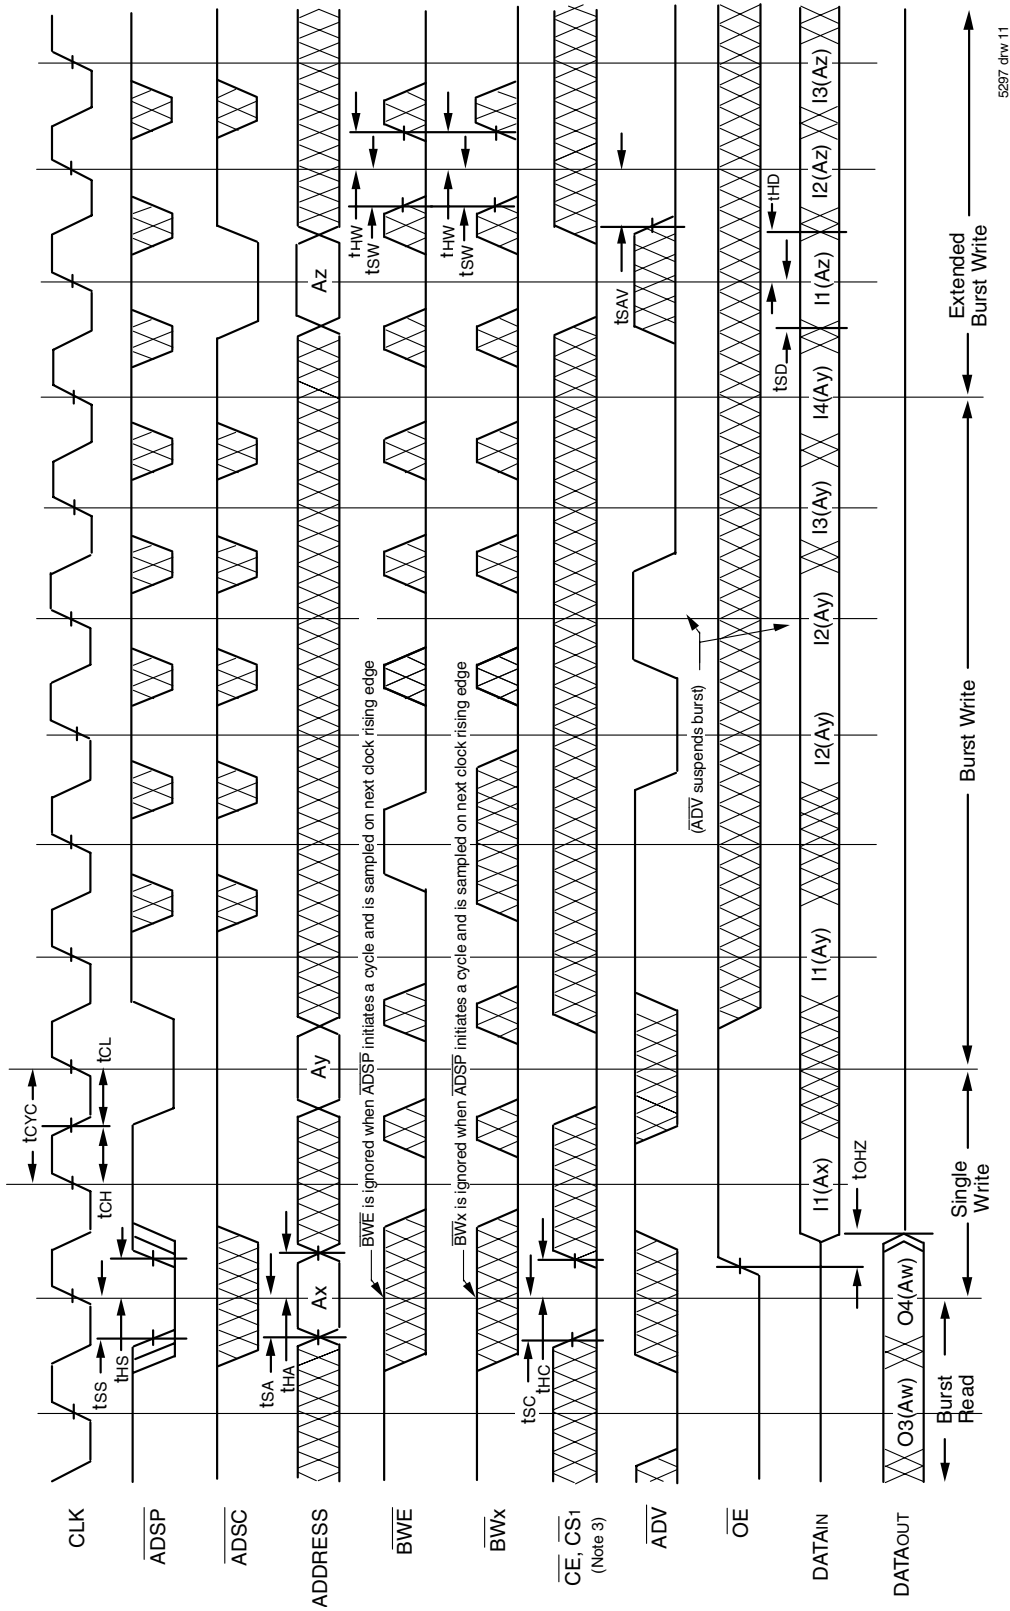 CLK
ADSP
ADSC
ADDRESS
BWE
BWx
CE, CS1
(Note 3)
ADV
OE
DATAIN
DATAOUT
tCYC
tCH
tCL
tSS
tHS
tSA
tHA
Ax
Ay
Az
BWE is ignored when ADSP initiates a cycle and is sampled on next clock rising edge
tHW
tSW
BWx is ignored when ADSP initiates a cycle and is sampled on next clock rising edge
tHW
tSW
tSC
tHC
tSAV
(ADV suspends burst)
tOHZ
tSD
tHD
I1(Ax)
I1(Ay)
I2(Ay)
I2(Ay)
I3(Ay)
I4(Ay)
I1(Az)
I2(Az)
I3(Az)
O3(Aw)
O4(Aw)
Burst
Read
Single
Write
Burst Write
Extended
Burst Write
5297 drw 11